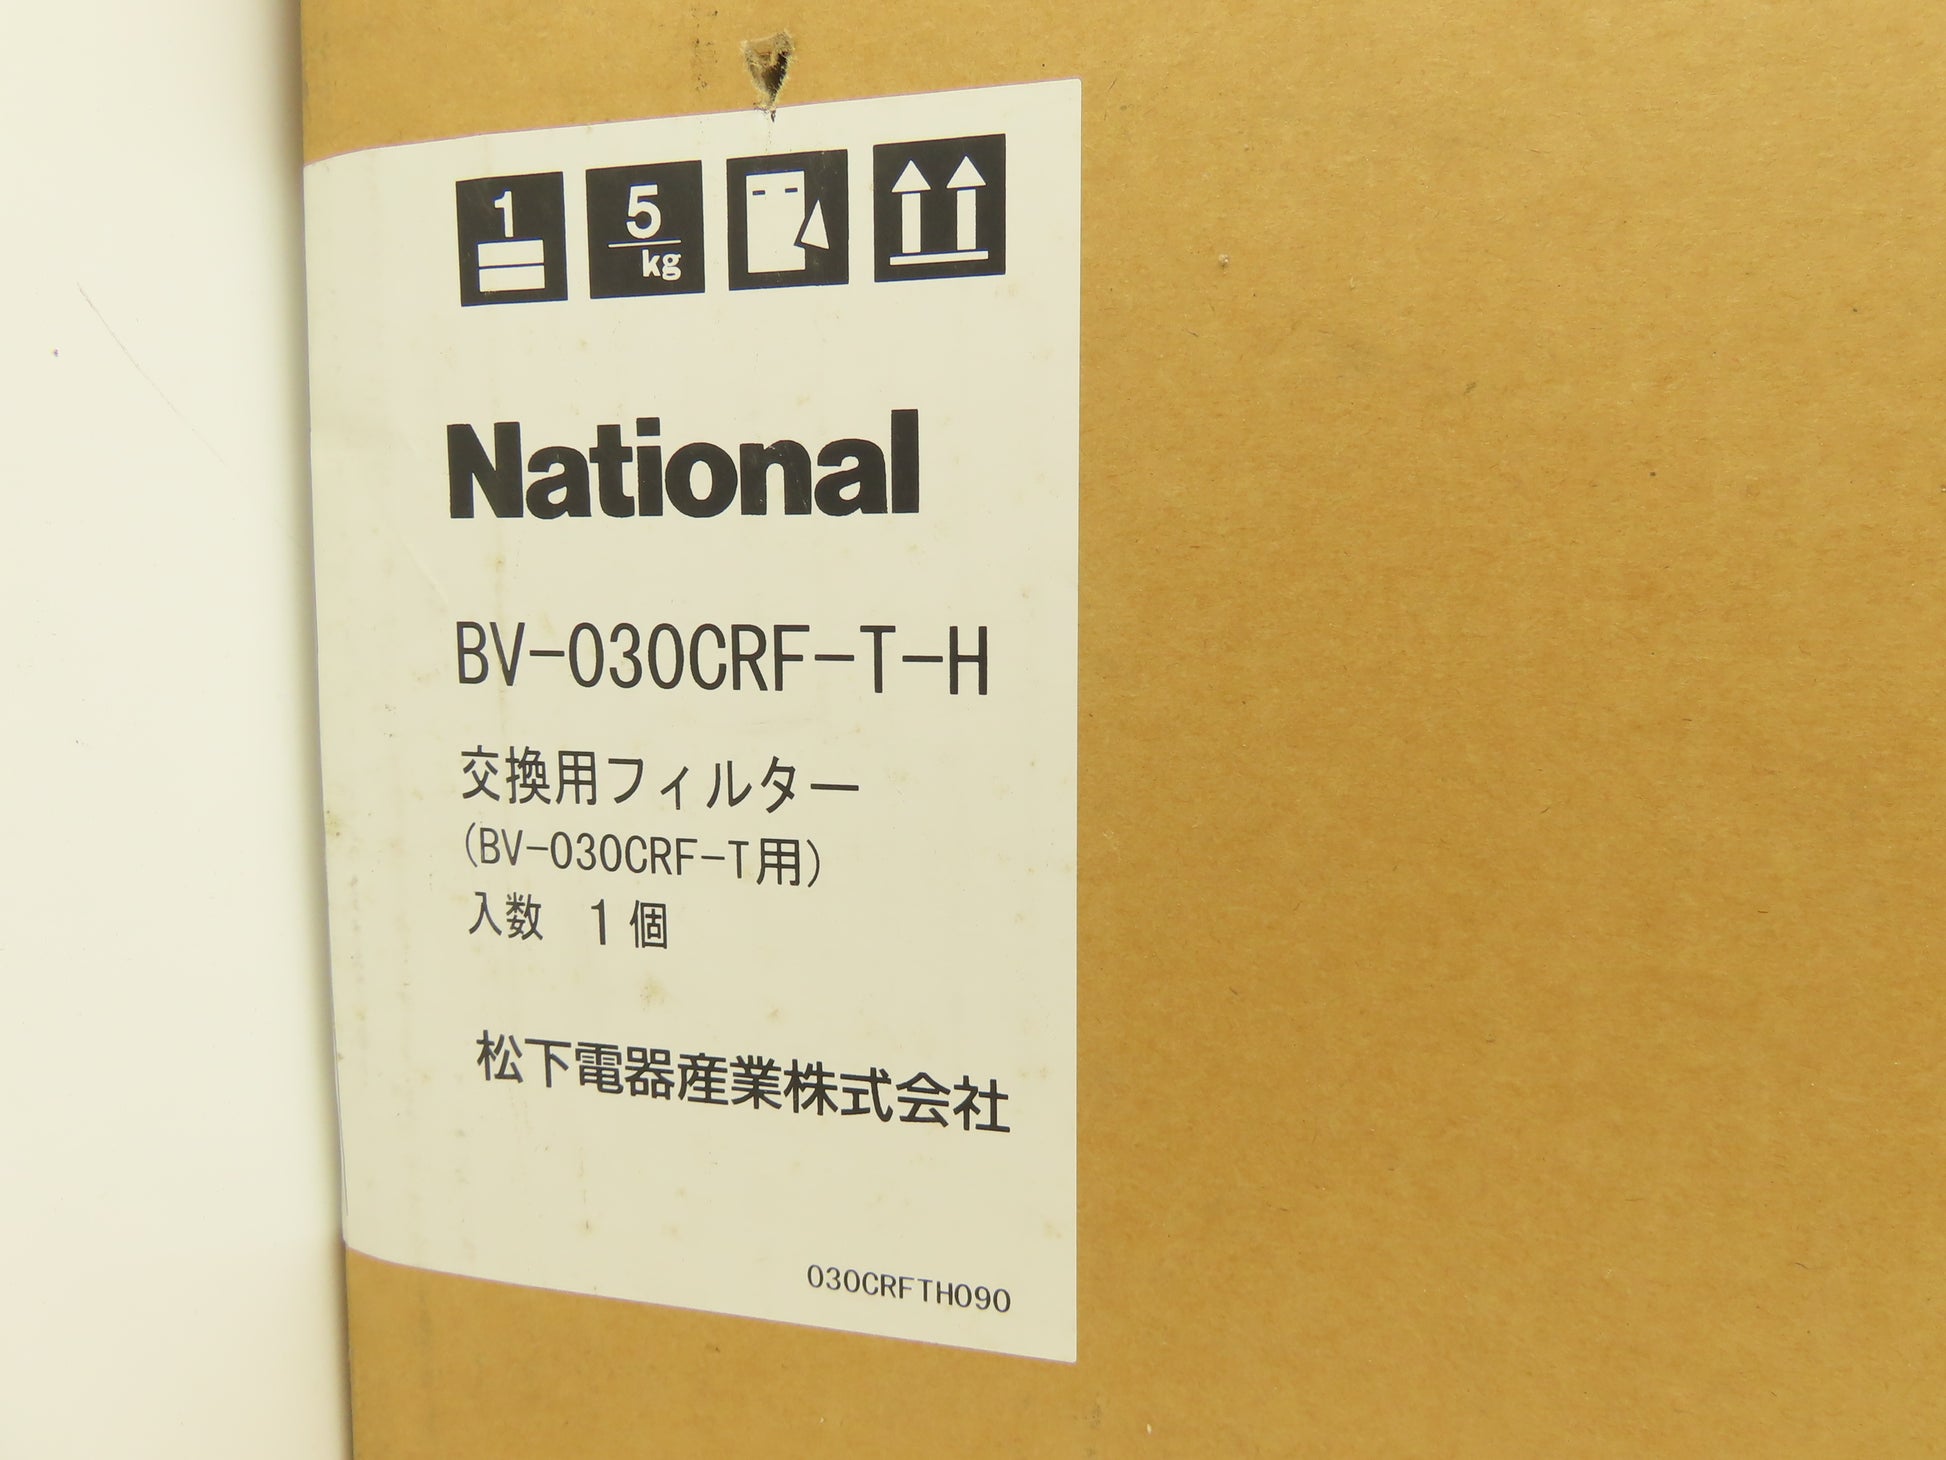 1
5
kg
National
BV-030CRF-T-H
交換用フィルター
(BV-030CRF-T用)
入数 1個
松下電器産業株式会社
030CRFTH090